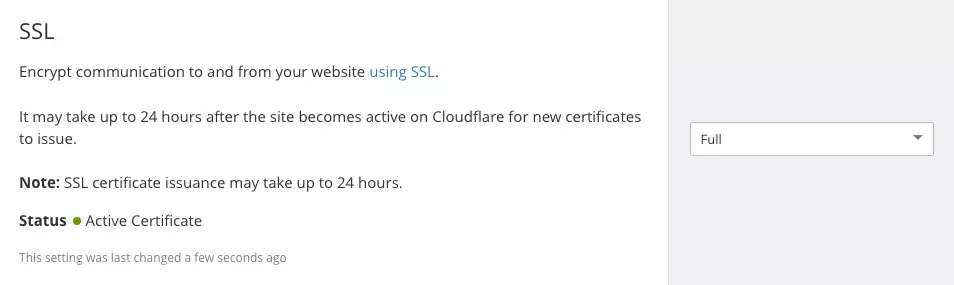 SSL
Encrypt communication to and from your website using SSL.
It may take up to 24 hours after the site becomes active on Cloudflare for new certificates
to issue.
Full
Note: SSL certificate issuance may take up to 24 hours.
Status Active Certificate
This setting was last changed a few seconds ago